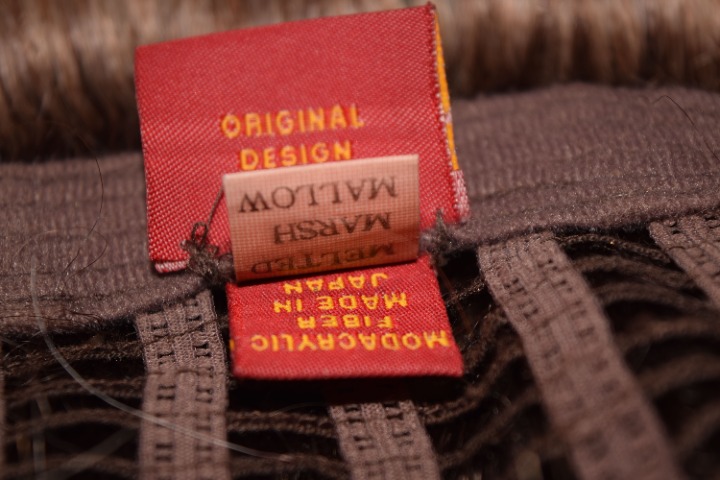 ORIGINAL
DESIGN
MELTED
MARSH
MALLOW
MODACRYLIC
FIBER
MADE IN
JAPAN